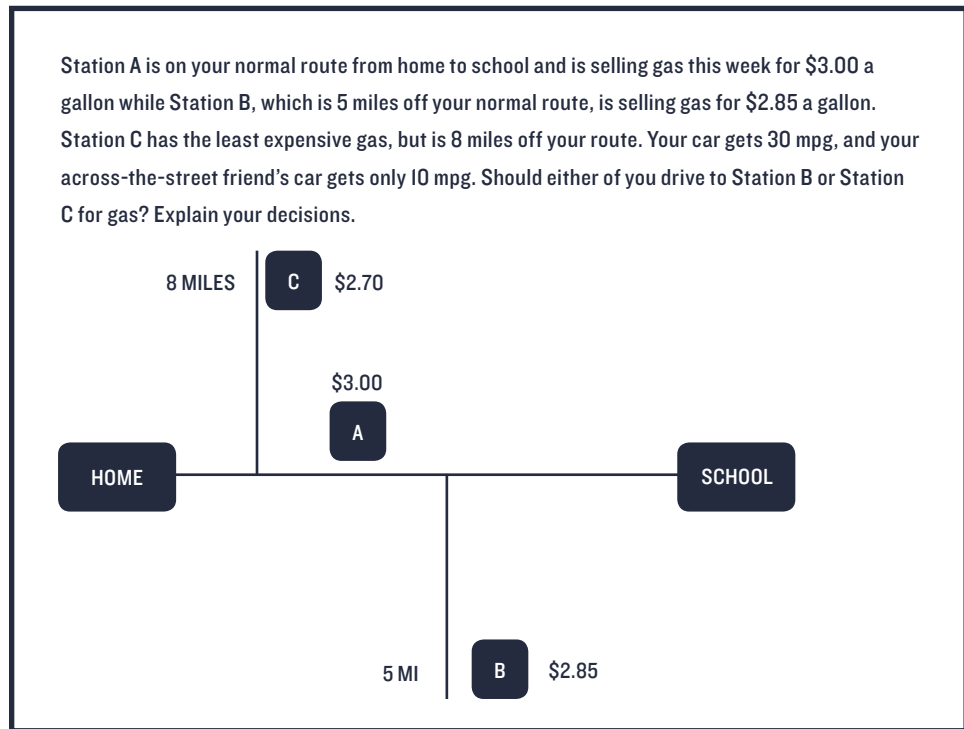 Station A is on your normal route from home to school and is selling gas this week for $3.00 a
gallon while Station B, which is 5 miles off your normal route, is selling gas for $2.85 a gallon.
Station C has the least expensive gas, but is 8 miles off your route. Your car gets 30 mpg, and your
across-the-street friend's car gets only 10 mpg. Should either of you drive to Station B or Station
C for gas? Explain your decisions.
8 MILES C $2.70
$3.00
A
HOME SCHOOL
5 MI B $2.85